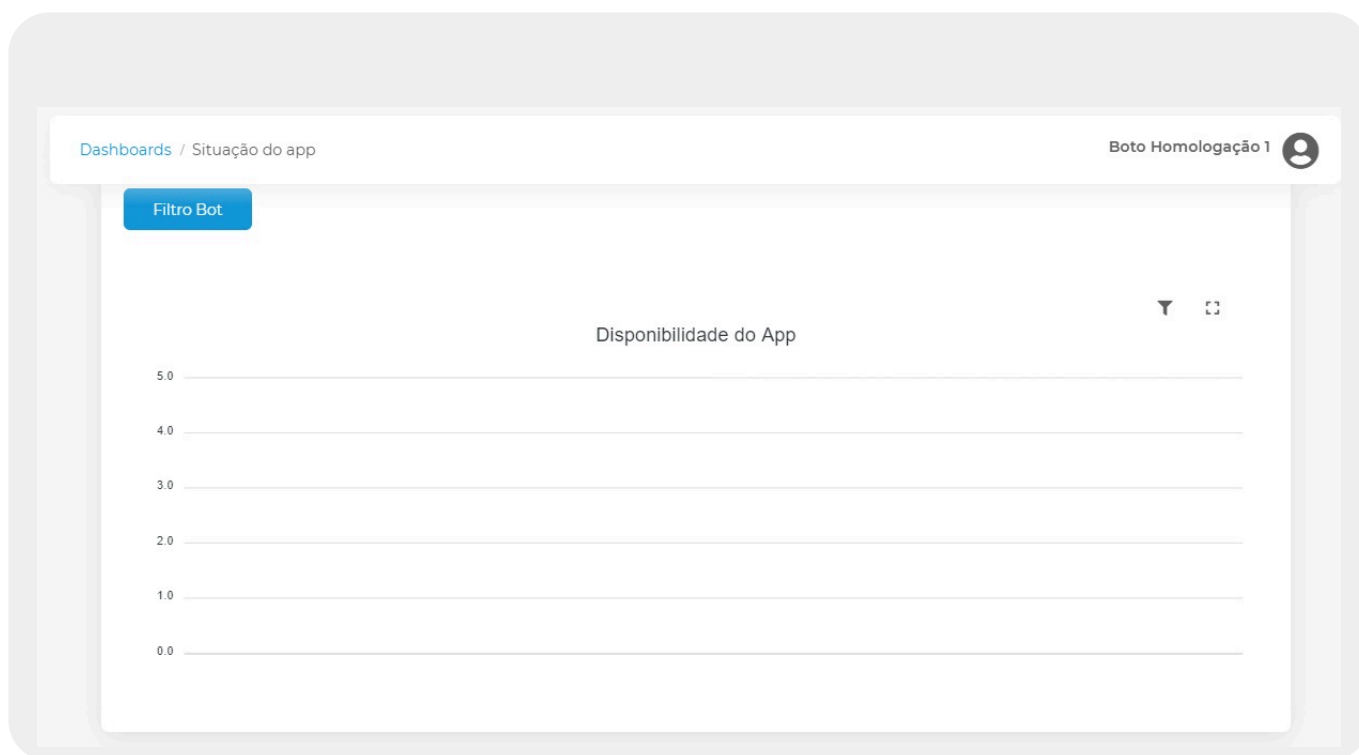 Dashboards / Situação do app
Boto Homologação 1
Filtro Bot
Disponibilidade do App
5.0
4.0
3.0
2.0
1.0
0.0